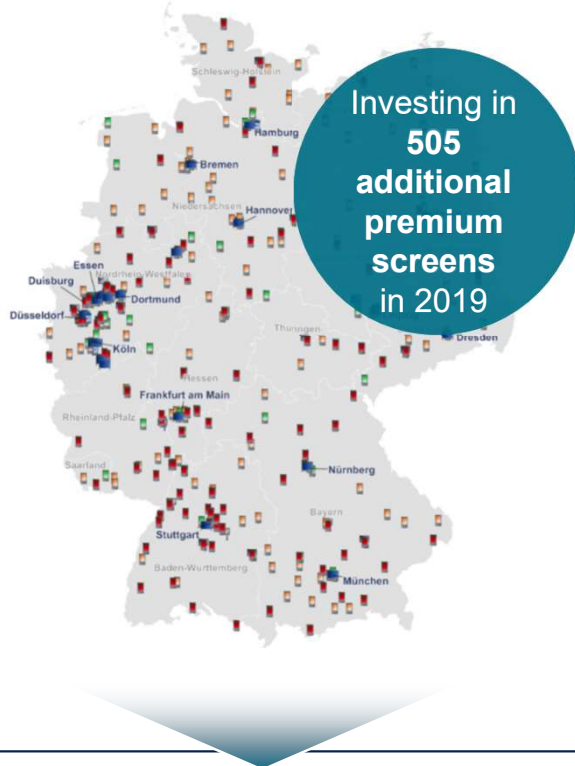 Schleswig-Holstein
Investing in
505
additional
premium
screens
in 2019
Hamburg
Bremen
Niedersachsen
Hannover
Essen
Nordrhein-Westfalen
Duisburg
Dortmund
Düsseldorf
Köln
Thüringen
Dresden
Hessen
Frankfurt am Main
Rheinland-Pfalz
Saarland
Nürnberg
Bayern
Stuttgart
Baden-Württemberg
München